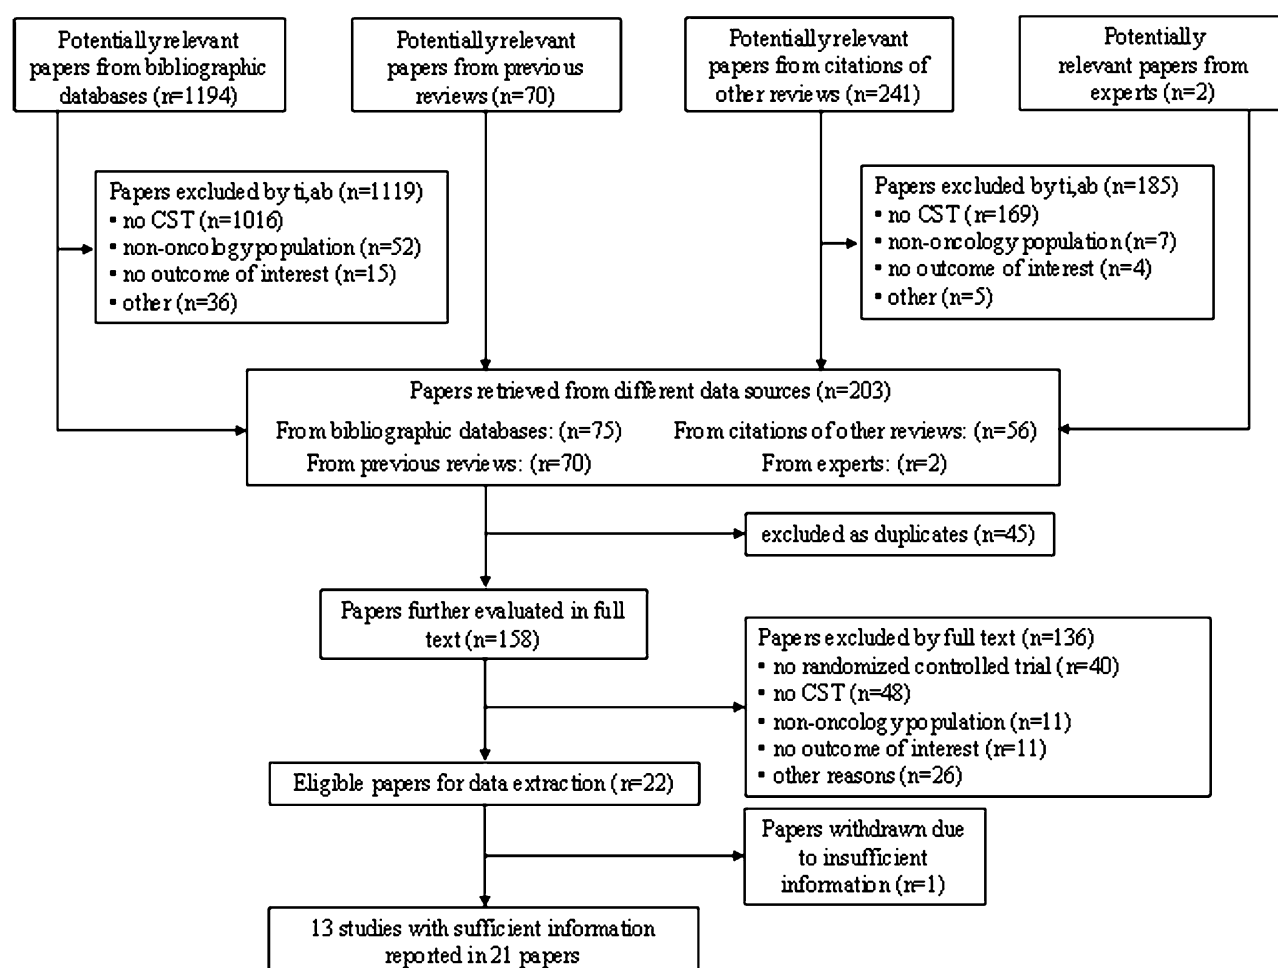 Potentially relevant
papers from bibliographic
databases (n=1194)
Potentially relevant
papers from previous
reviews (n=70)
Potentially relevant
papers from citations of
other reviews (n=241)
Potentially
relevant papers from
experts (n=2)
Papers excluded by ti,ab (n=1119)
▪ no CST (n=1016)
▪ non-oncology population (n=52)
▪ no outcome of interest (n=15)
▪ other (n=36)
Papers excluded by ti,ab (n=185)
▪ no CST (n=169)
▪ non-oncology population (n=7)
▪ no outcome of interest (n=4)
▪ other (n=5)
Papers retrieved from different data sources (n=203)
From bibliographic databases: (n=75) From citations of other reviews: (n=56)
From previous reviews: (n=70) From experts: (n=2)
excluded as duplicates (n=45)
Papers further evaluated in full
text (n=158)
Papers excluded by full text (n=136)
▪ no randomized controlled trial (n=40)
▪ no CST (n=48)
▪ non-oncology population (n=11)
▪ no outcome of interest (n=11)
▪ other reasons (n=26)
Eligible papers for data extraction (n=22)
Papers withdrawn due
to insufficient
information (n=1)
13 studies with sufficient information
reported in 21 papers